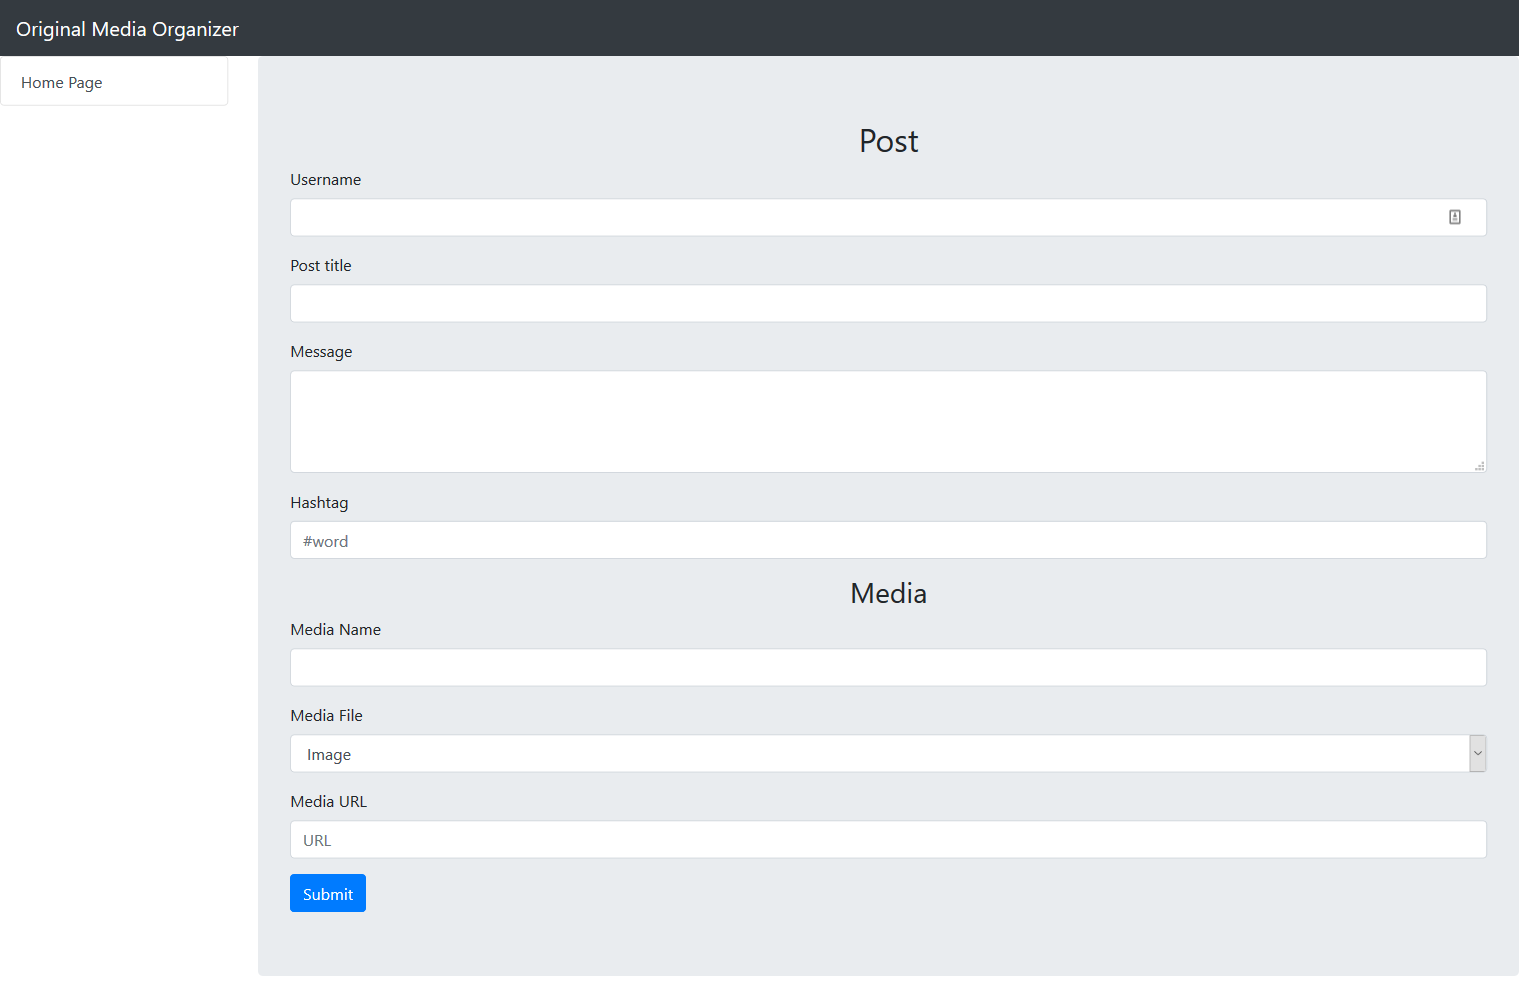 Original Media Organizer
Home Page
Post
Username
Post title
Message
Hashtag
#word
Media
Media Name
Media File
Image
Media URL
URL
Submit